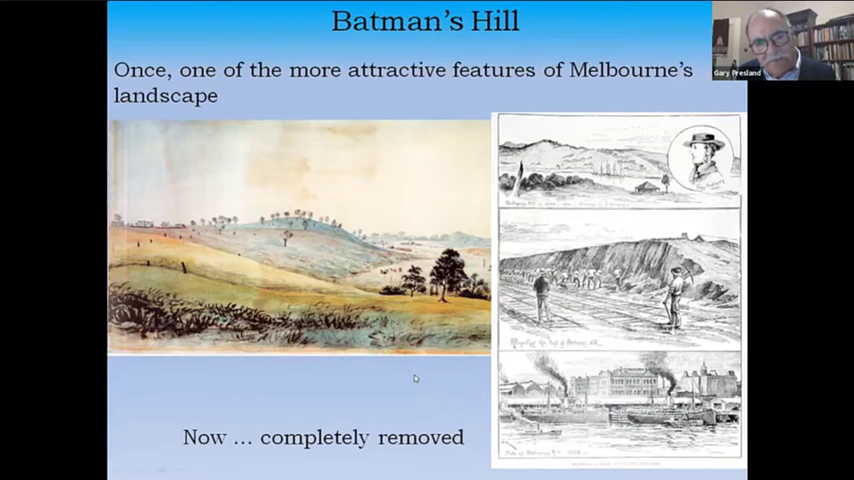 Batman's Hill
Once, one of the more attractive features of Melbourne's
landscape
Gary Presland
Now ... completely removed